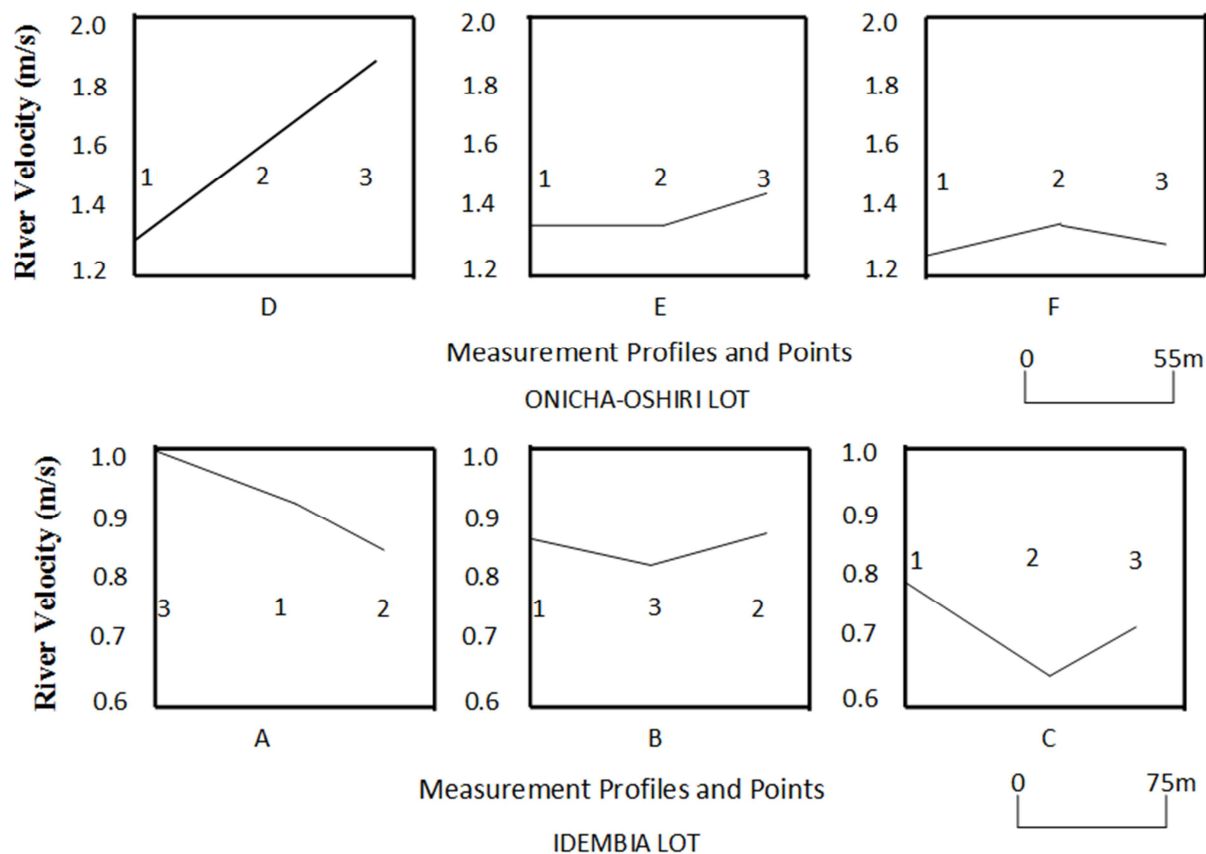 River Velocity (m/s)
2.0 2.0 2.0
1.8 1.8 1.8
1.6 1.6 1.6
1 2 3 1 2 3 1 2 3
1.4 1.4 1.4
1.2 1.2 1.2
D E F
Measurement Profiles and Points
0 55m
ONICHA-OSHIRI LOT
River Velocity (m/s)
1.0 1.0 1.0
0.9 0.9 0.9
1 2 3
0.8 0.8 0.8
3 1 2 1 3 2
0.7 0.7 0.7
0.6 0.6 0.6
A B C
Measurement Profiles and Points
0 75m
IDEMBIA LOT